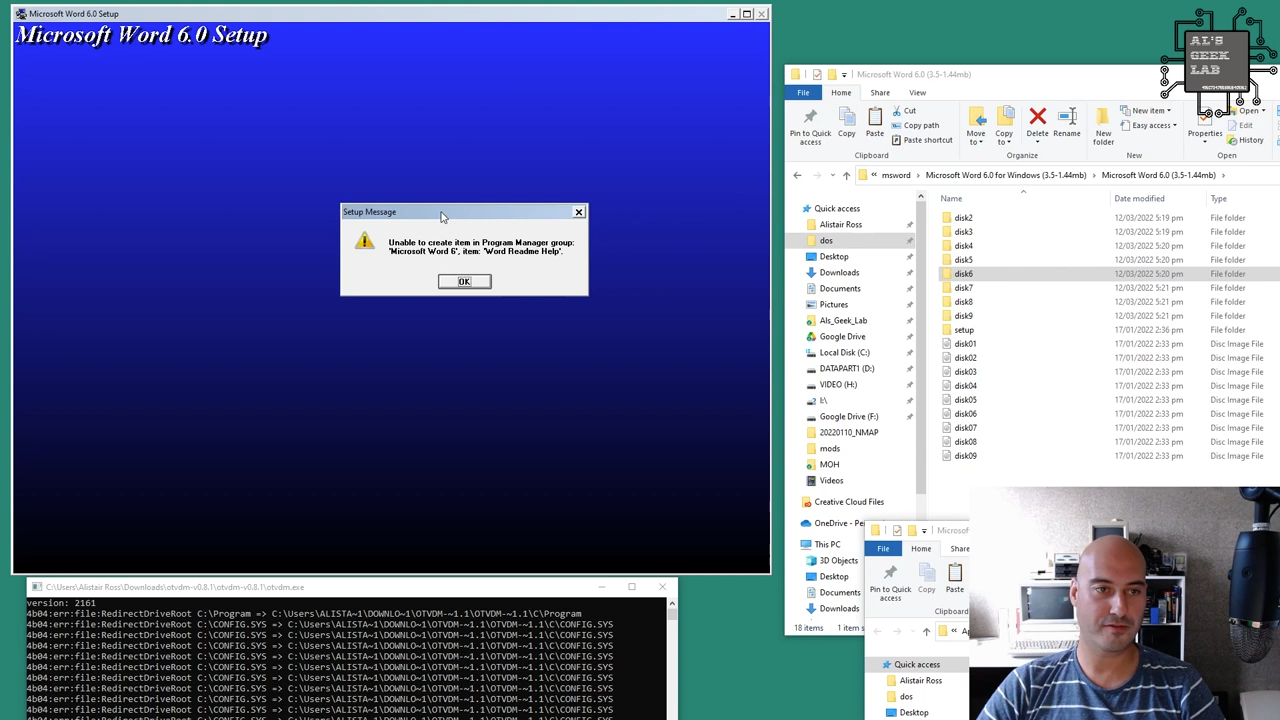 Microsoft Word 6.0 Setup
Microsoft Word 6.0 Setup
Setup Message
Unable to create item in Program Manager group:
'Microsoft Word 6', item: 'Word Readme Help'.
OK
AL'S
GEEK
LAB
Microsoft Word 6.0 (3.5-1.44mb)
File Home Share View
Pin to Quick access
Copy
Paste
Cut
Copy path
Paste shortcut
Move to
Copy to
Delete
Rename
New folder
New item
Easy access
Properties
Open
Edit
History
Clipboard Organize New Open
« msword > Microsoft Word 6.0 for Windows (3.5-1.44mb) > Microsoft Word 6.0 (3.5-1.44mb) >
Quick access
Alistair Ross
dos
Desktop
Downloads
Documents
Pictures
Als_Geek_Lab
Google Drive
Local Disk (C:)
DATAPART1 (D:)
VIDEO (H:)
I:\
Google Drive (F:)
20220110_NMAP
mods
MOH
Videos
Creative Cloud Files
OneDrive - Pe
This PC
3D Objects
Desktop
Documents
Downloads
18 items 1 item s
Name Date modified Type
disk2 12/03/2022 5:19 pm File folder
disk3 12/03/2022 5:19 pm File folder
disk4 12/03/2022 5:20 pm File folder
disk5 12/03/2022 5:20 pm File folder
disk6 12/03/2022 5:20 pm File folder
disk7 12/03/2022 5:21 pm File folder
disk8 12/03/2022 5:21 pm File folder
disk9 12/03/2022 5:21 pm File folder
setup 17/01/2022 2:36 pm File folder
disk01 17/01/2022 2:33 pm Disc Image File
disk02 17/01/2022 2:33 pm Disc Image File
disk03 17/01/2022 2:33 pm Disc Image File
disk04 17/01/2022 2:33 pm Disc Image File
disk05 17/01/2022 2:33 pm Disc Image File
disk06 17/01/2022 2:33 pm Disc Image File
disk07 17/01/2022 2:33 pm Disc Image File
disk08 17/01/2022 2:33 pm Disc Image File
disk09 17/01/2022 2:33 pm Disc Image File
Microsof
File Home Share
Pin to Quick access
Copy
Paste
Clipboard
« Ap
Quick access
Alistair Ross
dos
Desktop
C:\Users\Alistair Ross\Downloads\otvdm-v0.8.1\otvdm-v0.8.1\otvdm.exe
version: 2161
4b04:err:file:RedirectDriveRoot C:\Program => C:\Users\ALISTA~1\DOWNLO~1\OTVDM-~1.1\OTVDM-~1.1\C\Program
4b04:err:file:RedirectDriveRoot C:\CONFIG.SYS => C:\Users\ALISTA~1\DOWNLO~1\OTVDM-~1.1\OTVDM-~1.1\C\CONFIG.SYS
4b04:err:file:RedirectDriveRoot C:\CONFIG.SYS => C:\Users\ALISTA~1\DOWNLO~1\OTVDM-~1.1\OTVDM-~1.1\C\CONFIG.SYS
4b04:err:file:RedirectDriveRoot C:\CONFIG.SYS => C:\Users\ALISTA~1\DOWNLO~1\OTVDM-~1.1\OTVDM-~1.1\C\CONFIG.SYS
4b04:err:file:RedirectDriveRoot C:\CONFIG.SYS => C:\Users\ALISTA~1\DOWNLO~1\OTVDM-~1.1\OTVDM-~1.1\C\CONFIG.SYS
4b04:err:file:RedirectDriveRoot C:\CONFIG.SYS => C:\Users\ALISTA~1\DOWNLO~1\OTVDM-~1.1\OTVDM-~1.1\C\CONFIG.SYS
4b04:err:file:RedirectDriveRoot C:\CONFIG.SYS => C:\Users\ALISTA~1\DOWNLO~1\OTVDM-~1.1\OTVDM-~1.1\C\CONFIG.SYS
4b04:err:file:RedirectDriveRoot C:\CONFIG.SYS => C:\Users\ALISTA~1\DOWNLO~1\OTVDM-~1.1\OTVDM-~1.1\C\CONFIG.SYS
4b04:err:file:RedirectDriveRoot C:\CONFIG.SYS => C:\Users\ALISTA~1\DOWNLO~1\OTVDM-~1.1\OTVDM-~1.1\C\CONFIG.SYS